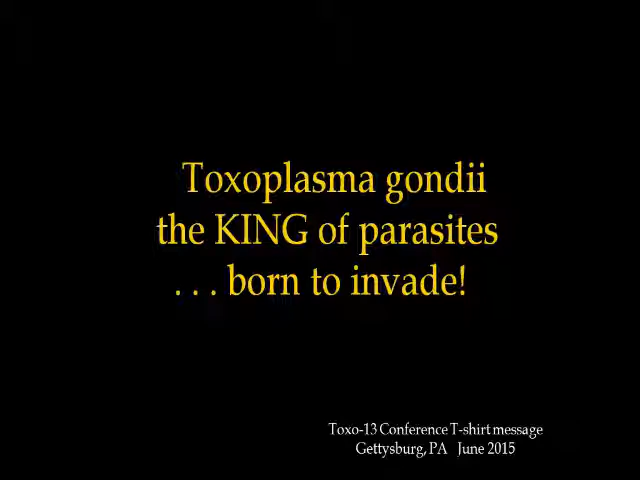 Toxoplasma gondii
the KING of parasites
. . . born to invade!
Toxo-13 Conference T-shirt message
Gettysburg, PA June 2015